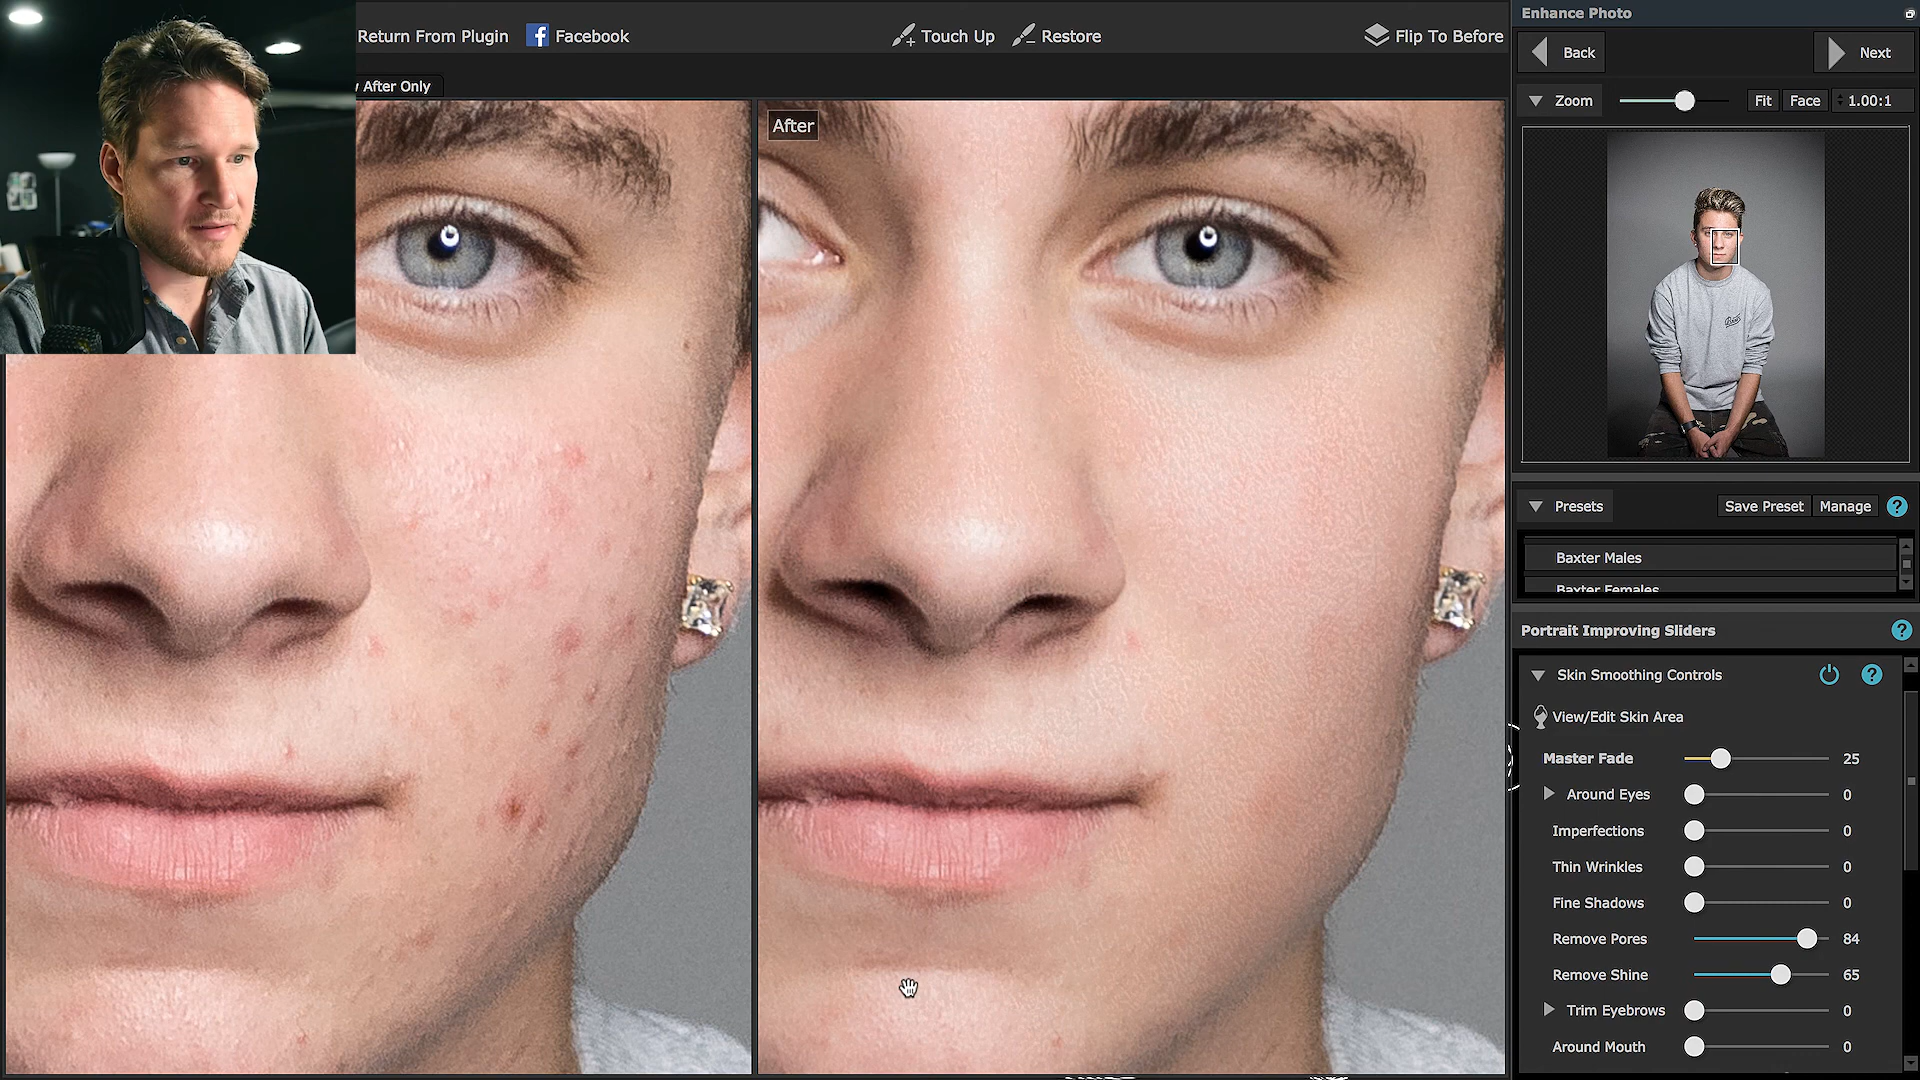 Return From Plugin
Facebook
Touch Up
Restore
Flip To Before
After Only
After
Enhance Photo
Back
Next
Zoom
Fit
Face
1.00:1
Presets
Save Preset
Manage
?
Baxter Males
Baxter Females
Portrait Improving Sliders
?
Skin Smoothing Controls
?
View/Edit Skin Area
Master Fade 25
Around Eyes 0
Imperfections 0
Thin Wrinkles 0
Fine Shadows 0
Remove Pores 84
Remove Shine 65
Trim Eyebrows 0
Around Mouth 0